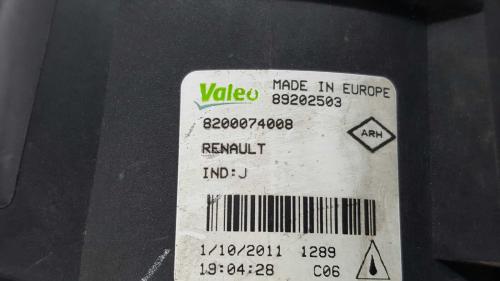 Valeo MADE IN EUROPE
89202503
8200074008
ARH
RENAULT
IND:J
1/10/2011 1289
19:04:28 C06